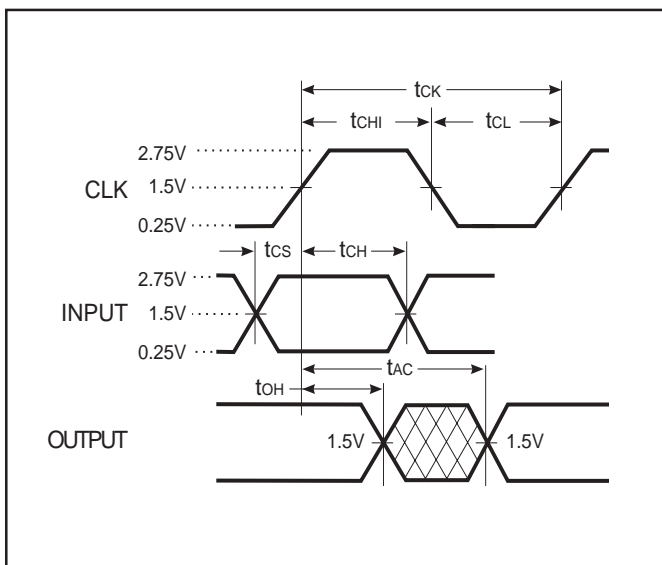 tCK
tCHI tCL
2.75V
CLK 1.5V
0.25V
tCS tCH
2.75V
INPUT 1.5V
0.25V
tAC
tOH
OUTPUT 1.5V 1.5V